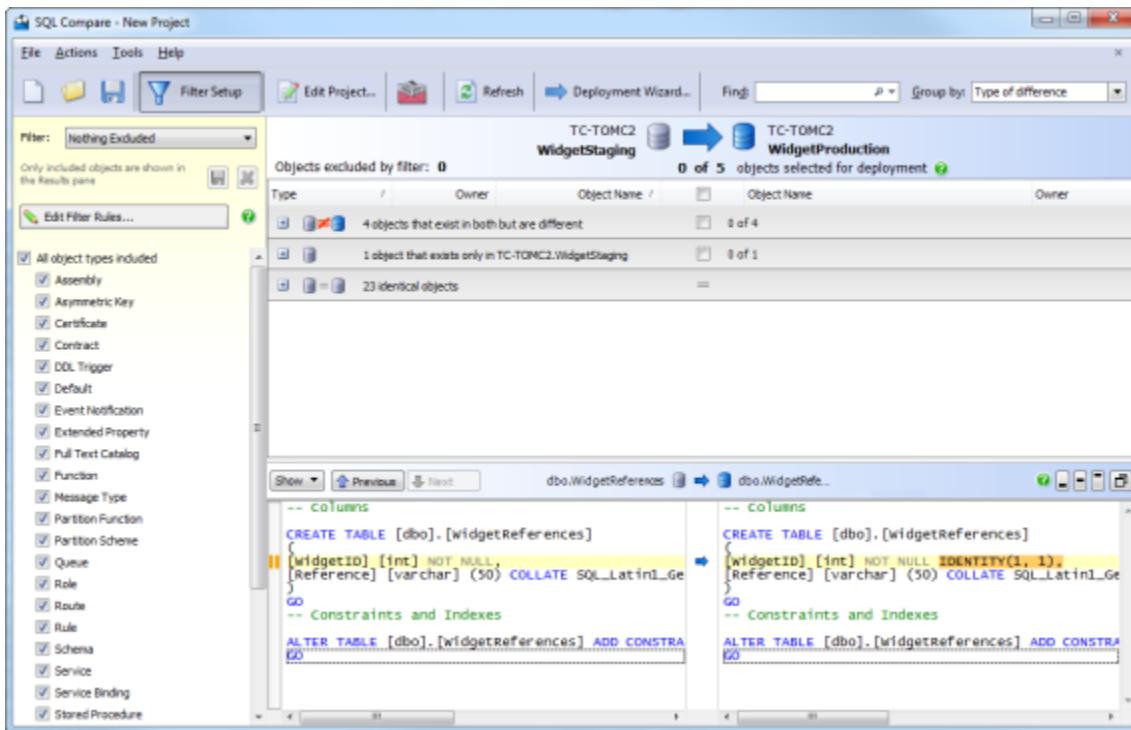 SQL Compare - New Project
File Actions Tools Help
Filter Setup Edit Project... Refresh Deployment Wizard... Find: Group by: Type of difference
Filter: Nothing Excluded
Only included objects are shown in
the Results pane
Edit Filter Rules...
All object types included
Assembly
Asymmetric Key
Certificate
Contract
DDL Trigger
Default
Event Notification
Extended Property
Full Text Catalog
Function
Message Type
Partition Function
Partition Scheme
Queue
Role
Route
Rule
Schema
Service
Service Binding
Stored Procedure
TC-TOMC2 TC-TOMC2
WidgetStaging WidgetProduction
Objects excluded by filter: 0 0 of 5 objects selected for deployment
Type Owner Object Name Object Name Owner
4 objects that exist in both but are different 0 of 4
1 object that exists only in TC-TOMC2.WidgetStaging 0 of 1
= 23 identical objects =
Show Previous Next dbo.WidgetReferences dbo.WidgetRefe...
-- Columns
CREATE TABLE [dbo].[WidgetReferences]
(
[WidgetID] [int] NOT NULL,
[Reference] [varchar] (50) COLLATE SQL_Latin1_Ge
)
GO
-- Constraints and Indexes
ALTER TABLE [dbo].[WidgetReferences] ADD CONSTRA
GO
-- Columns
CREATE TABLE [dbo].[WidgetReferences]
(
[WidgetID] [int] NOT NULL IDENTITY(1, 1),
[Reference] [varchar] (50) COLLATE SQL_Latin1_Ge
)
GO
-- Constraints and Indexes
ALTER TABLE [dbo].[WidgetReferences] ADD CONSTRA
GO